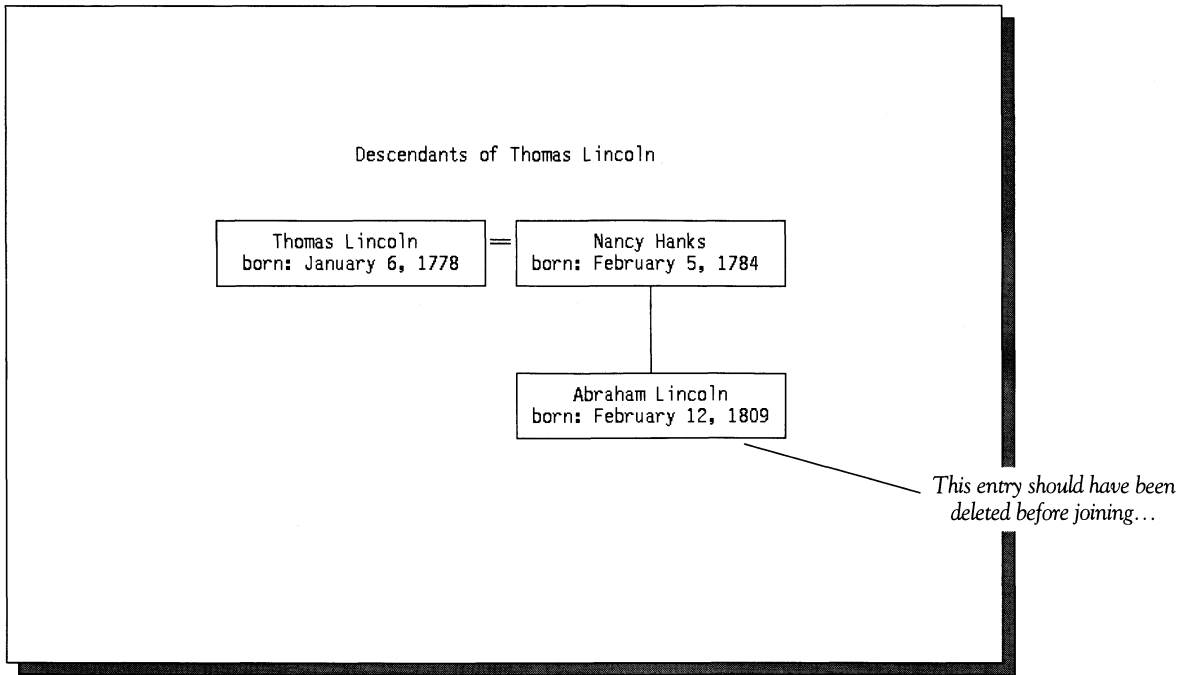 Descendants of Thomas Lincoln
Thomas Lincoln
born: January 6, 1778
=
Nancy Hanks
born: February 5, 1784
Abraham Lincoln
born: February 12, 1809
This entry should have been
deleted before joining...